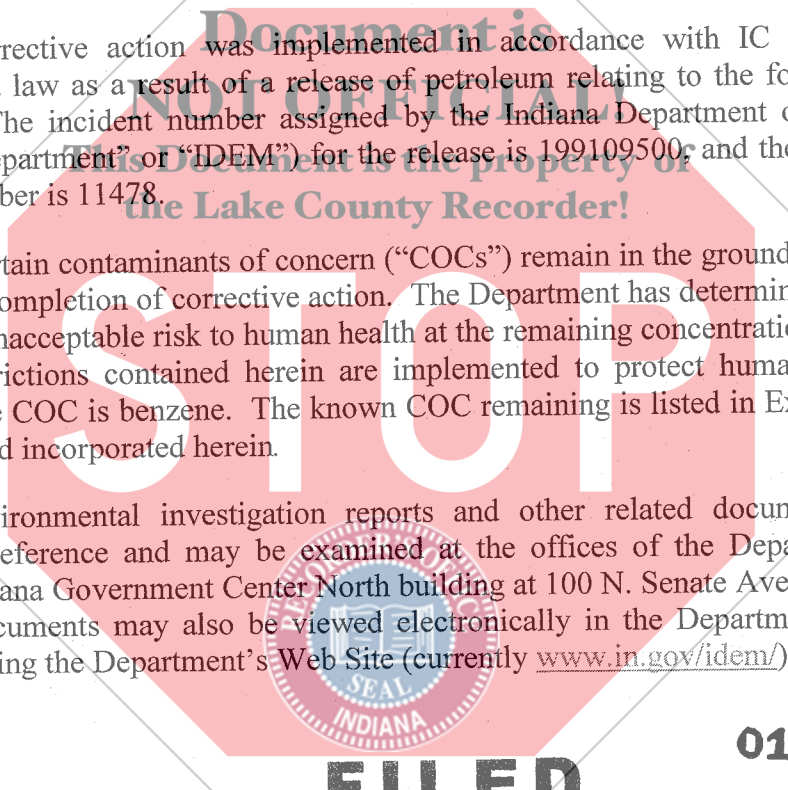 rrective action was implemented in accordance with IC
law as a result of a release of petroleum relating to the fo
The incident number assigned by the Indiana Department o
epartment” or “IDEM”) for the release is 199109500, and the
ber is 11478.
tain contaminants of concern (“COCs”) remain in the ground
ompletion of corrective action. The Department has determin
nacceptable risk to human health at the remaining concentratio
rictions contained herein are implemented to protect huma
e COC is benzene. The known COC remaining is listed in Ex
d incorporated herein.
ironmental investigation reports and other related docum
eference and may be examined at the offices of the Depa
iana Government Center North building at 100 N. Senate Ave
cuments may also be viewed electronically in the Departm
ing the Department’s Web Site (currently www.in.gov/idem/)
Document is
NOT OFFICIAL!
This Document is the property of
the Lake County Recorder!
STOP
RECORDER'S OFFICE
SEAL
INDIANA
01
FILED